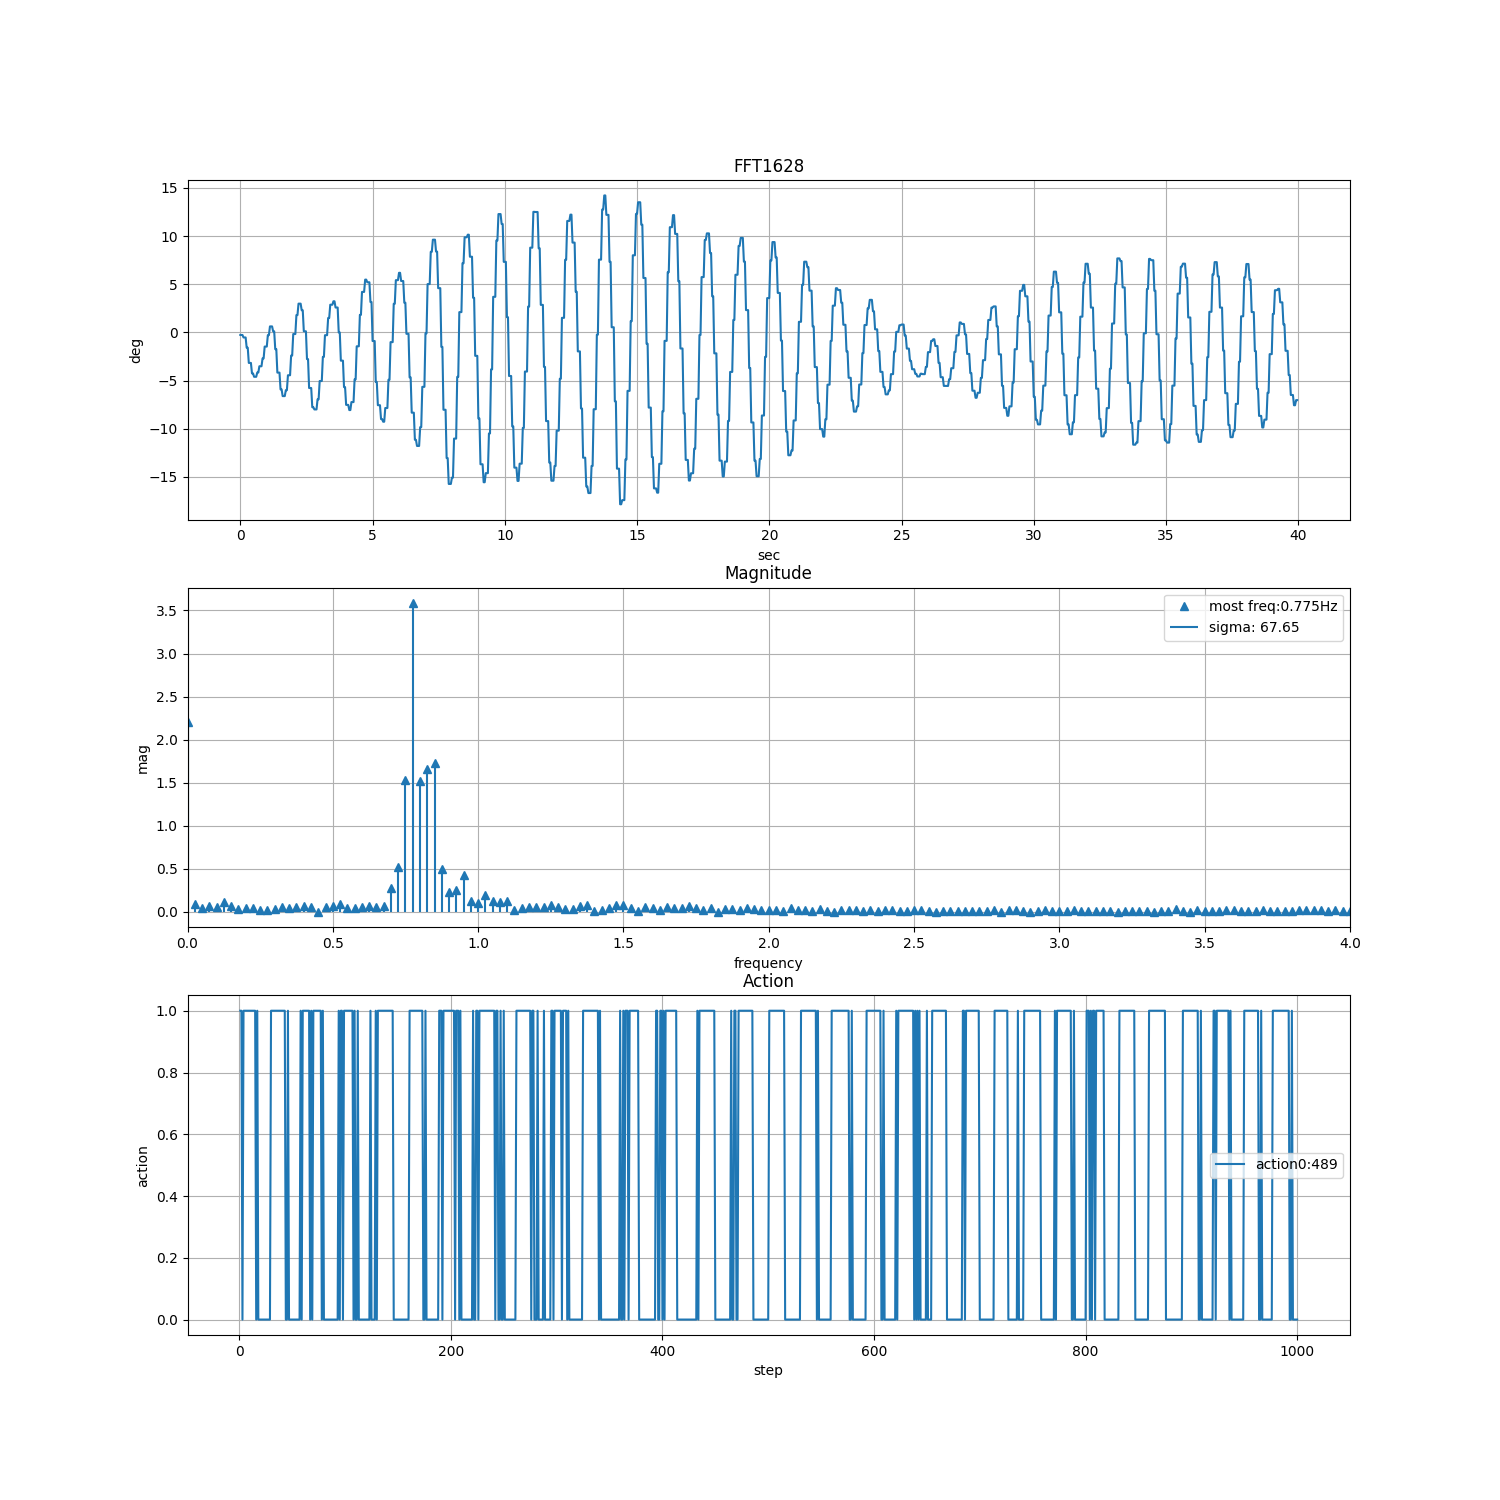 FFT1628
15
10
5
0
−5
−10
−15
deg
0 5 10 15 20 25 30 35 40
sec
Magnitude
3.5
3.0
2.5
2.0
1.5
1.0
0.5
0.0
mag
most freq:0.775Hz
sigma: 67.65
0.0 0.5 1.0 1.5 2.0 2.5 3.0 3.5 4.0
frequency
Action
1.0
0.8
0.6
0.4
0.2
0.0
action
action0:489
0 200 400 600 800 1000
step